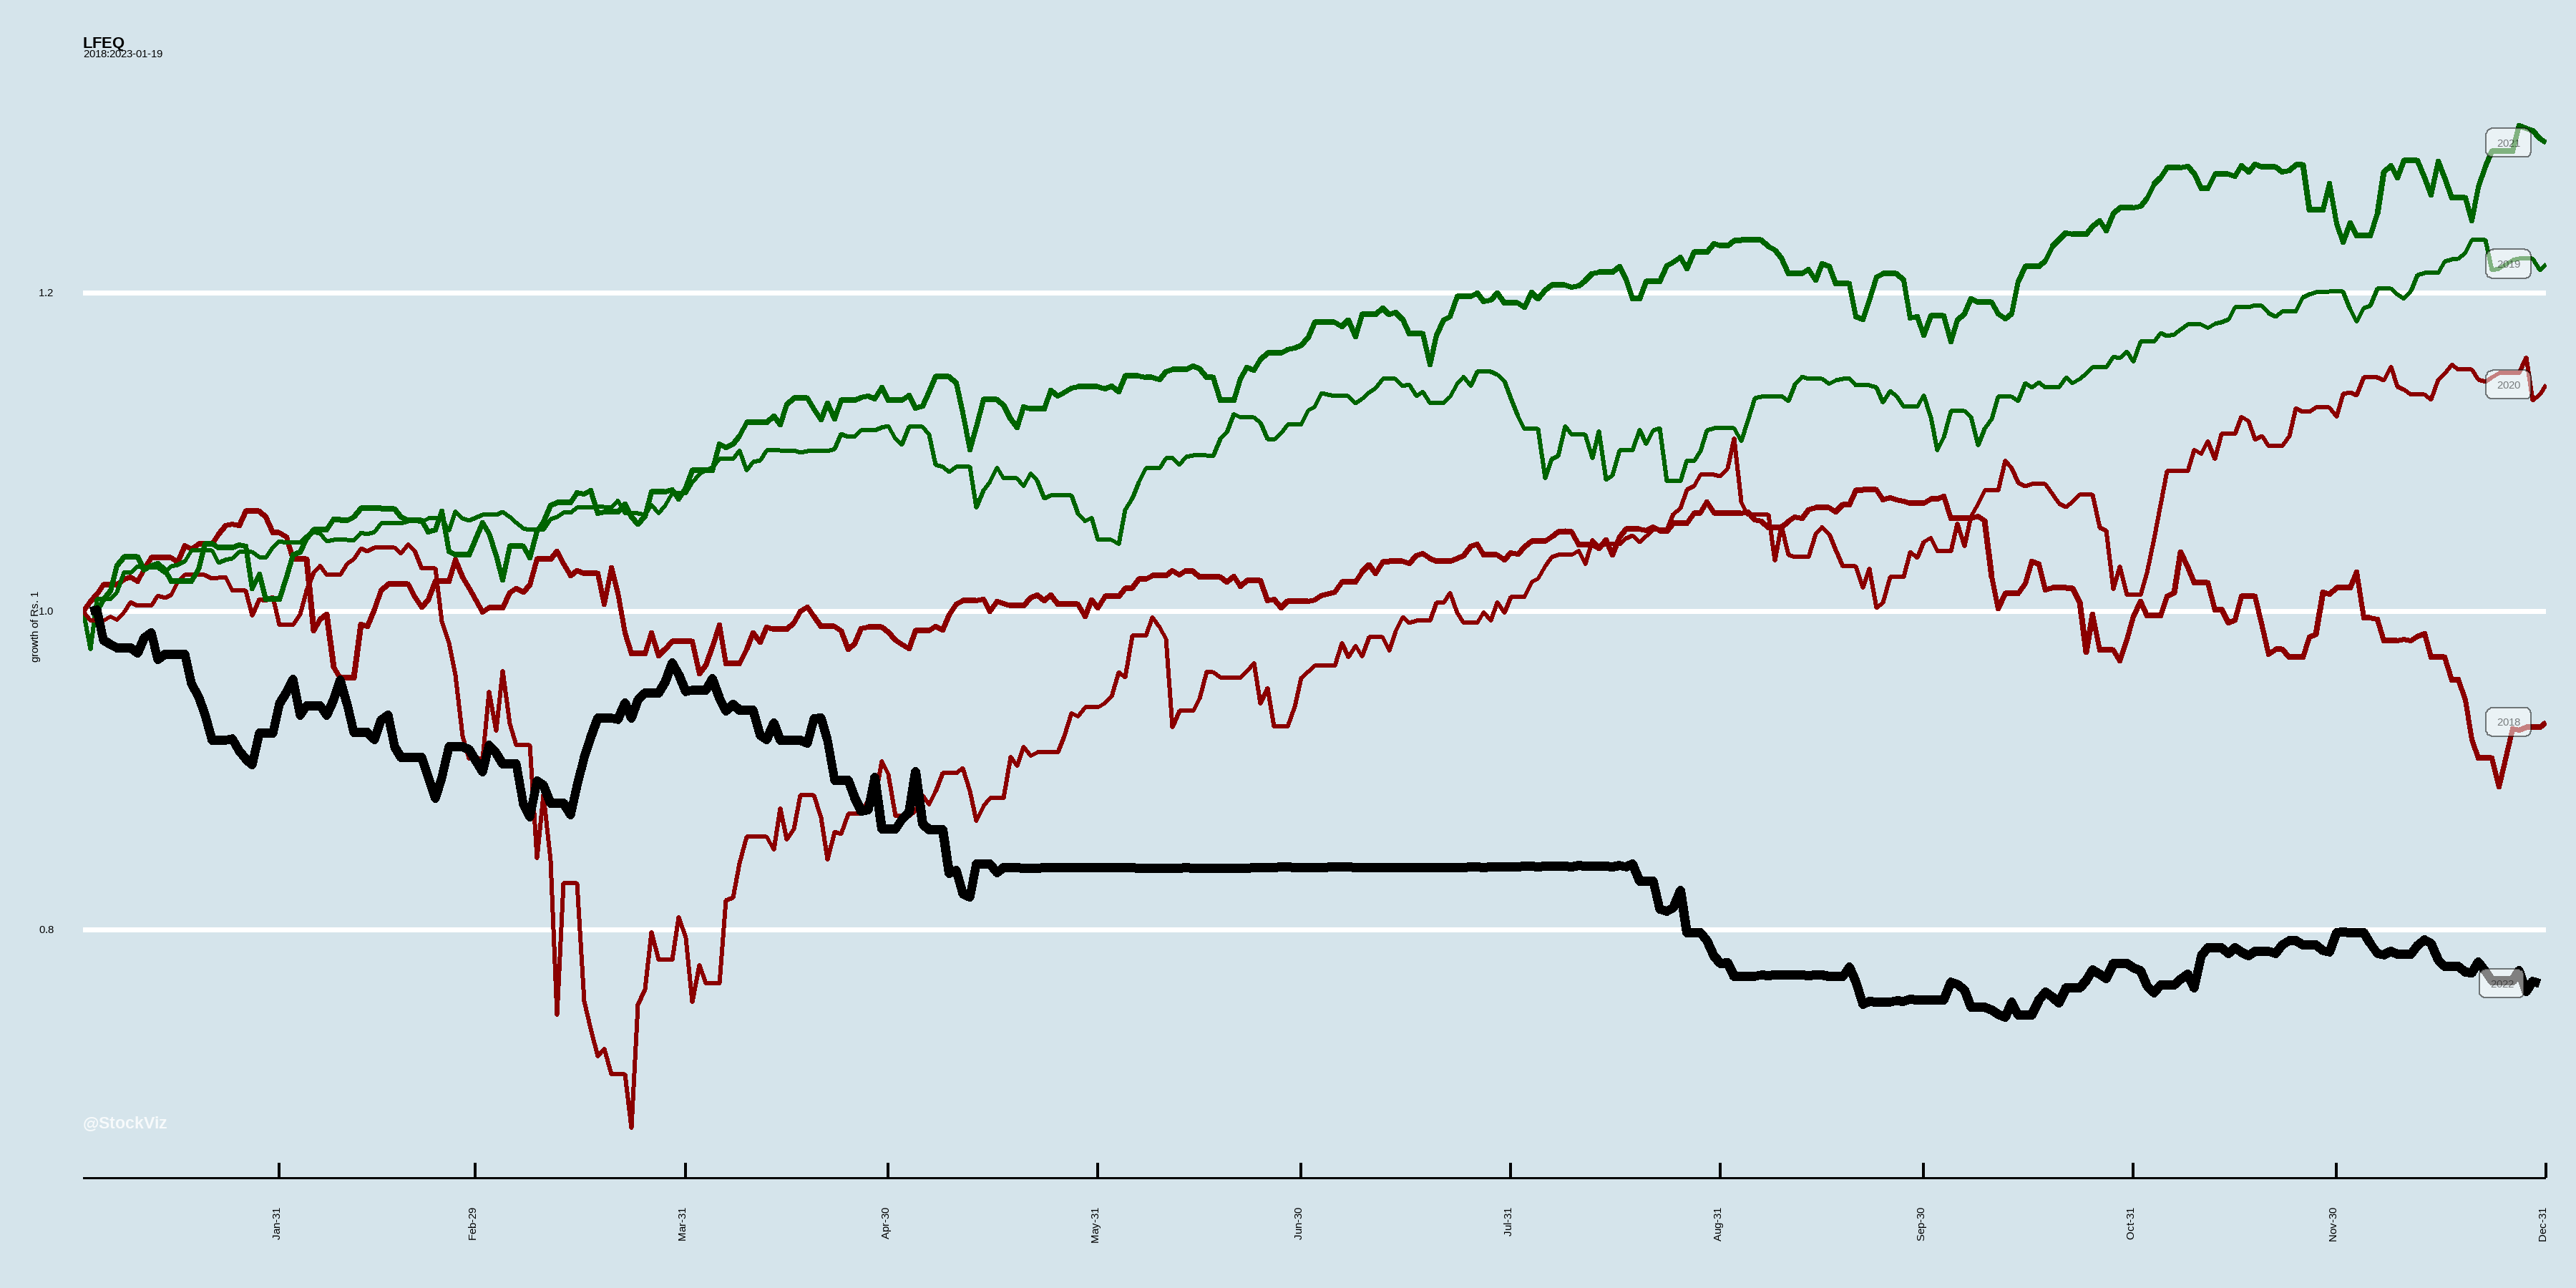 LFEQ
2018:2023-01-19
2021
2019
1.2
2020
growth of Rs. 1
1.0
2018
0.8
2022
@StockViz
Jan-31
Feb-29
Mar-31
Apr-30
May-31
Jun-30
Jul-31
Aug-31
Sep-30
Oct-31
Nov-30
Dec-31